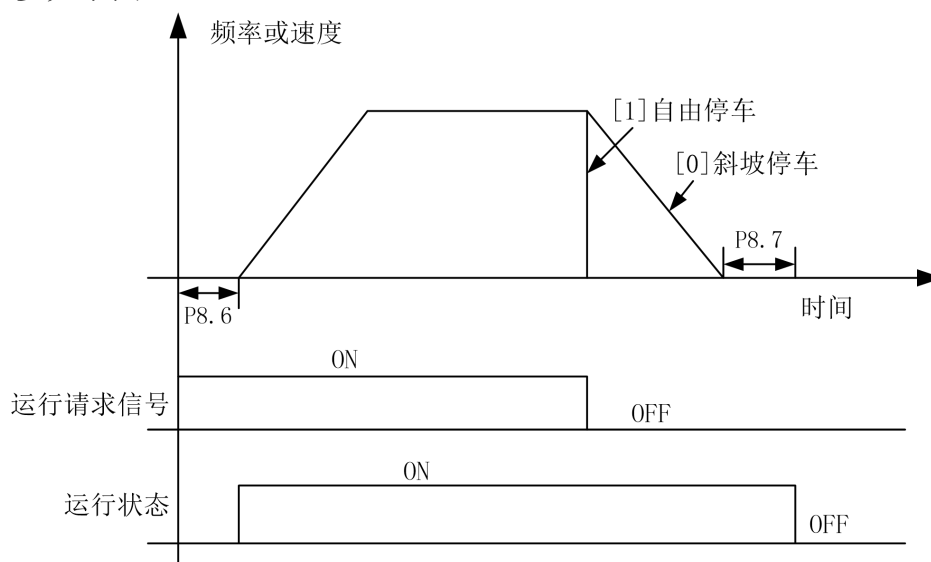 频率或速度
[1]自由停车
[0]斜坡停车
P8.7
P8.6
时间
ON
运行请求信号
OFF
ON
运行状态
OFF